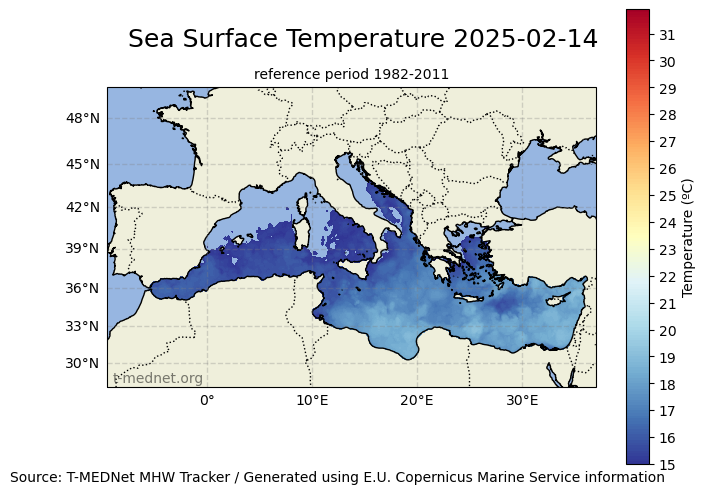 Sea Surface Temperature 2025-02-14
reference period 1982-2011
48°N
45°N
42°N
39°N
36°N
33°N
30°N
t-mednet.org
0°
10°E
20°E
30°E
31
30
29
28
27
26
25
24
23
22
21
20
19
18
17
16
15
Temperature (ºC)
Source: T-MEDNet MHW Tracker / Generated using E.U. Copernicus Marine Service information